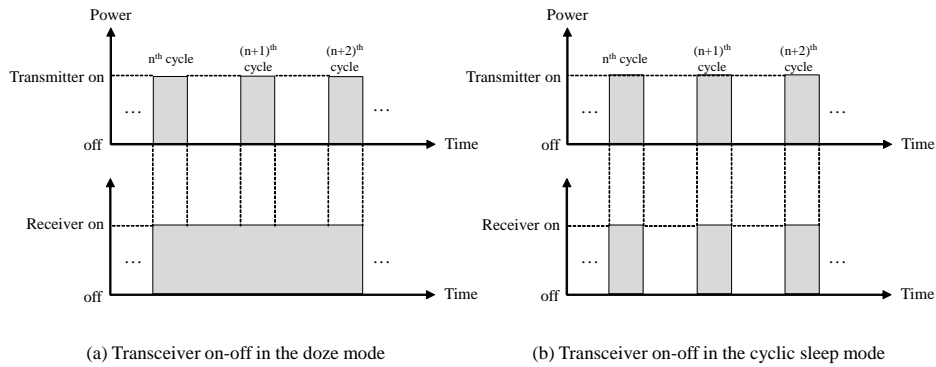 Power
nth cycle
(n+1)th
cycle
(n+2)th
cycle
Transmitter on
…
…
off
Time
Receiver on
…
…
off
Time
(a) Transceiver on-off in the doze mode
Power
nth cycle
(n+1)th
cycle
(n+2)th
cycle
Transmitter on
…
…
off
Time
Receiver on
…
…
off
Time
(b) Transceiver on-off in the cyclic sleep mode